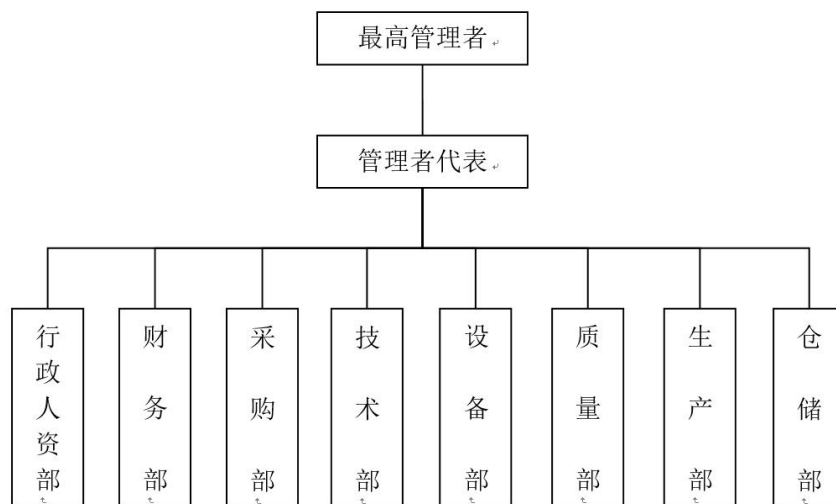 最高管理者
管理者代表
行政人资部
财务部
采购部
技术部
设备部
质量部
生产部
仓储部